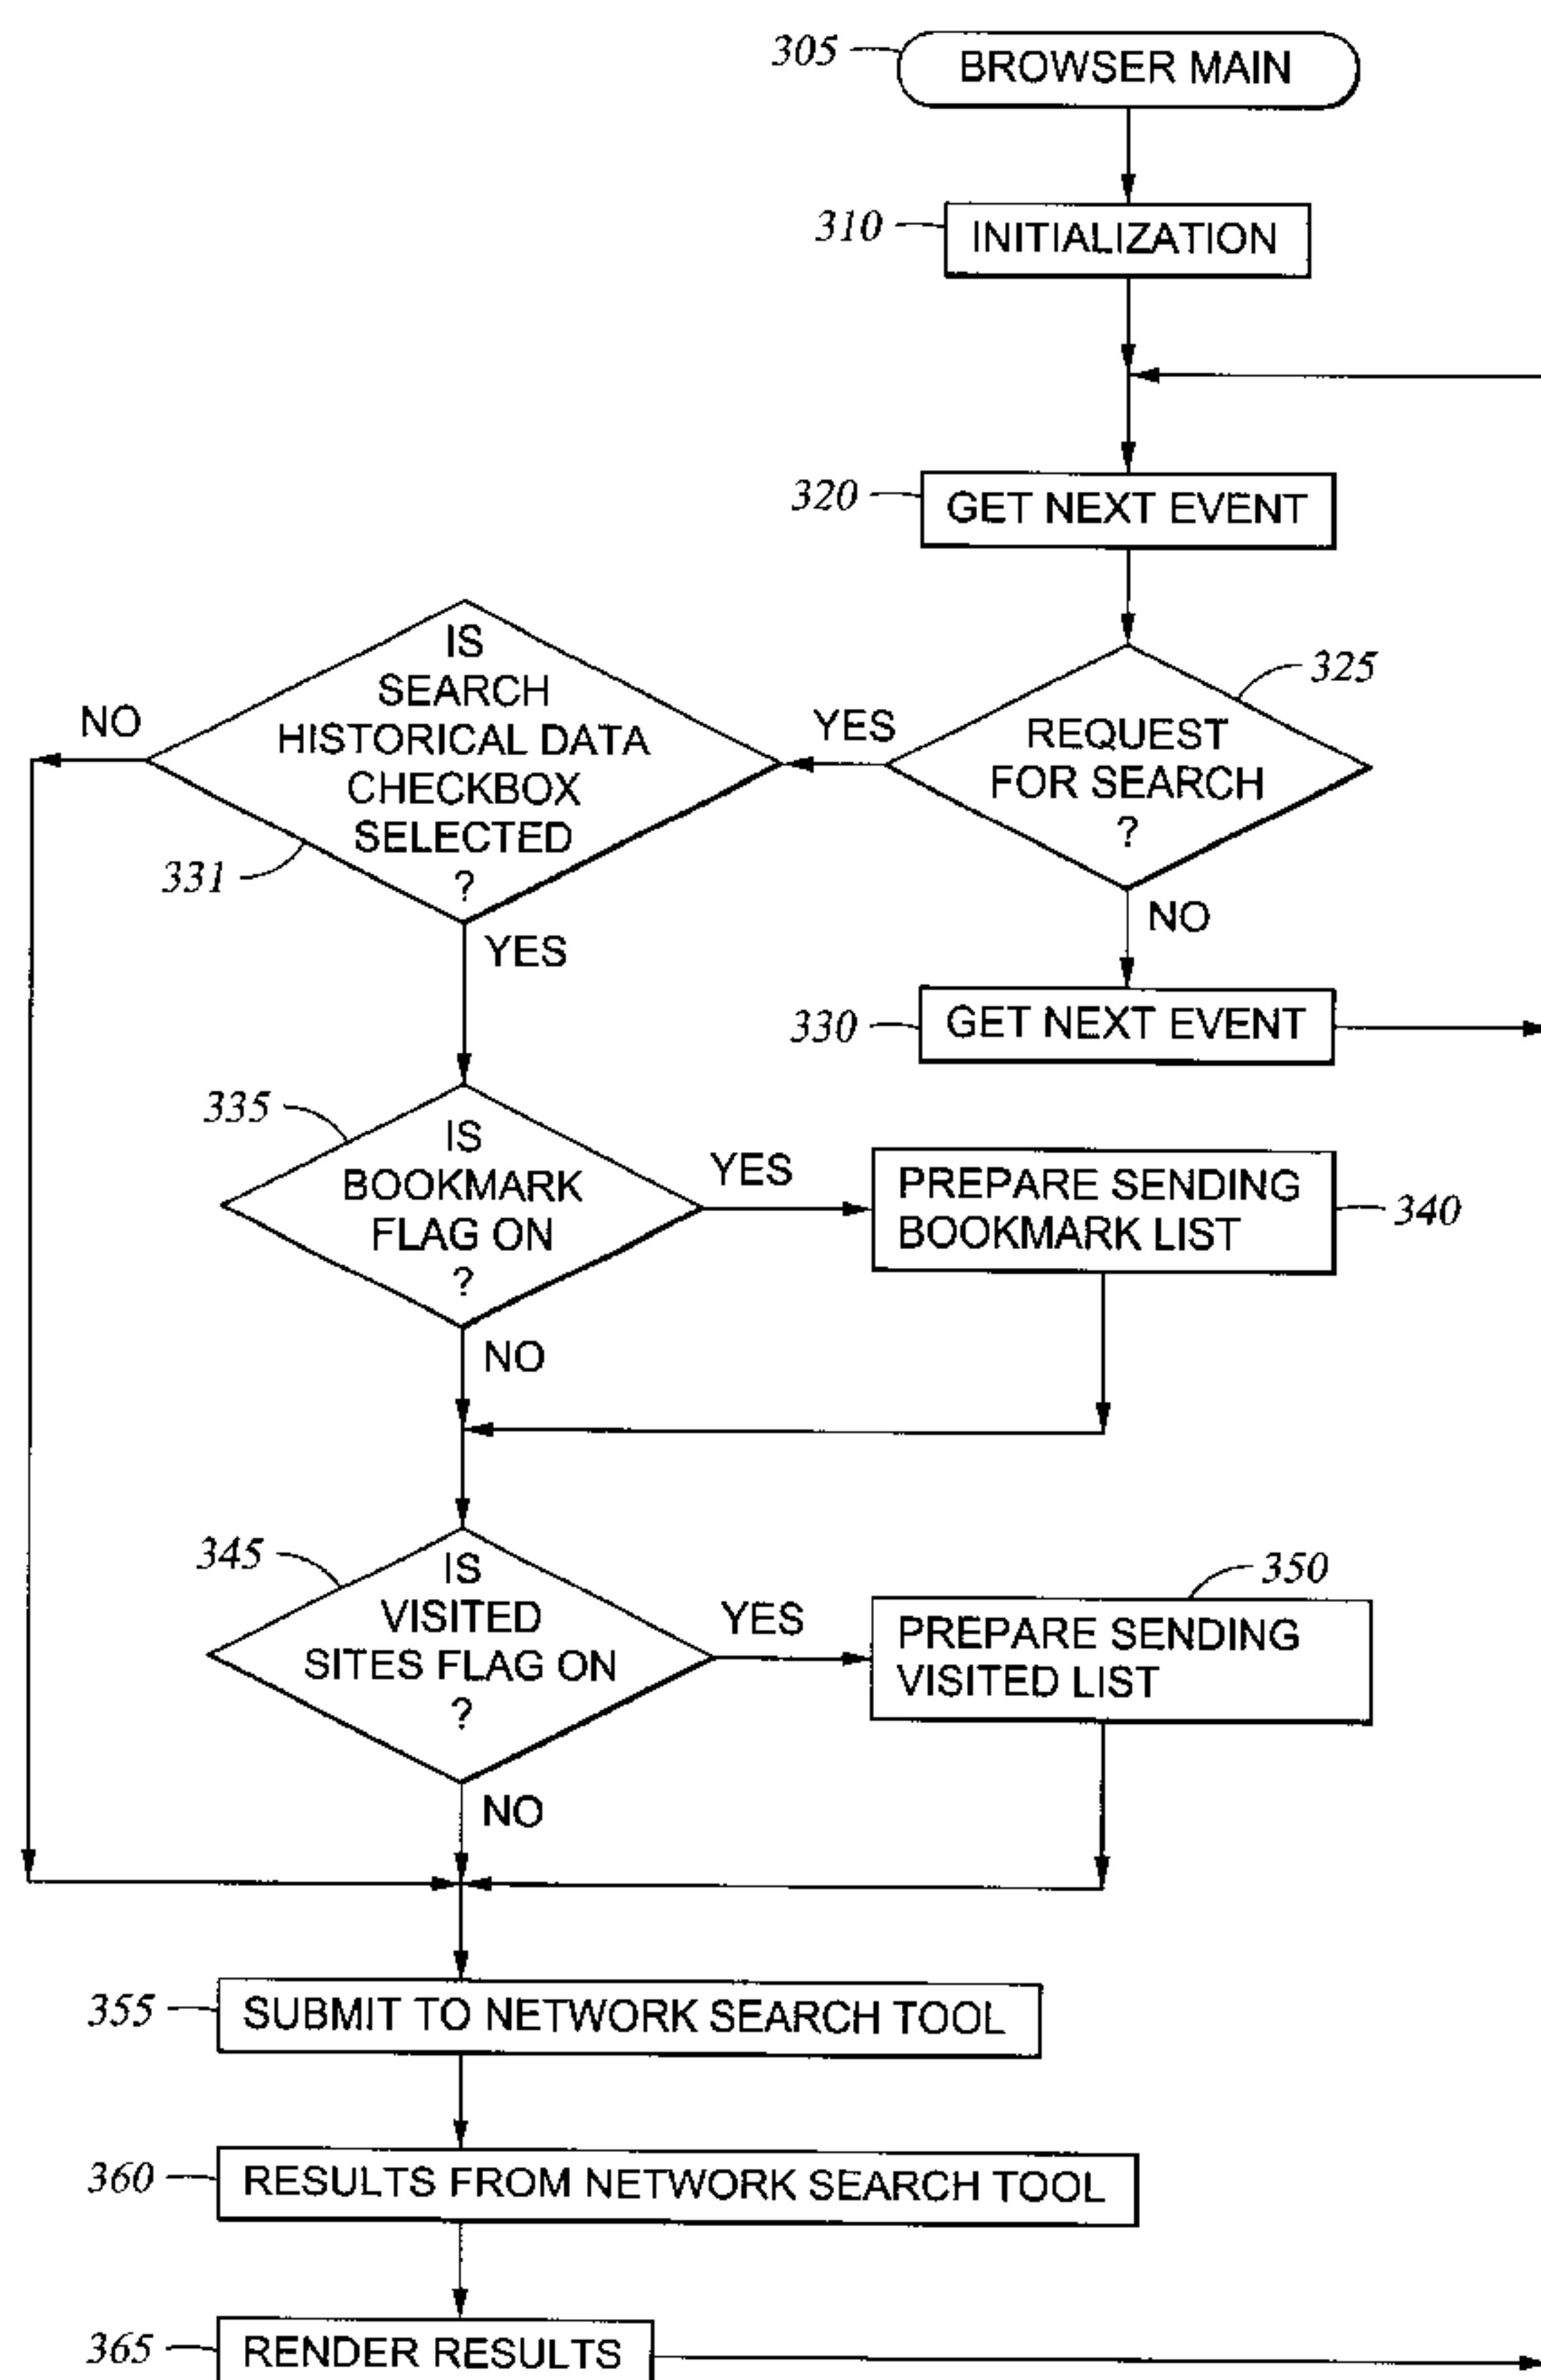 305
BROWSER MAIN
310
INITIALIZATION
320
GET NEXT EVENT
325
REQUEST
FOR SEARCH
?
YES
NO
330
GET NEXT EVENT
IS
SEARCH
HISTORICAL DATA
CHECKBOX
SELECTED
?
331
NO
YES
335
IS
BOOKMARK
FLAG ON
?
YES
NO
PREPARE SENDING
BOOKMARK LIST
340
345
IS
VISITED
SITES FLAG ON
?
YES
NO
350
PREPARE SENDING
VISITED LIST
355
SUBMIT TO NETWORK SEARCH TOOL
360
RESULTS FROM NETWORK SEARCH TOOL
365
RENDER RESULTS